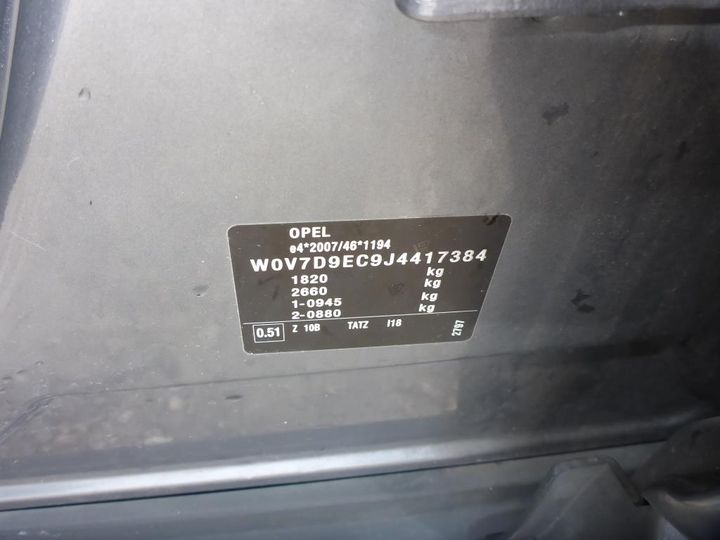 OPEL
e4*2007/46*1194
W0V7D9EC9J4417384
1820 kg
2660 kg
1-0945 kg
2-0880 kg
0.51 Z 10B TATZ I18
2797